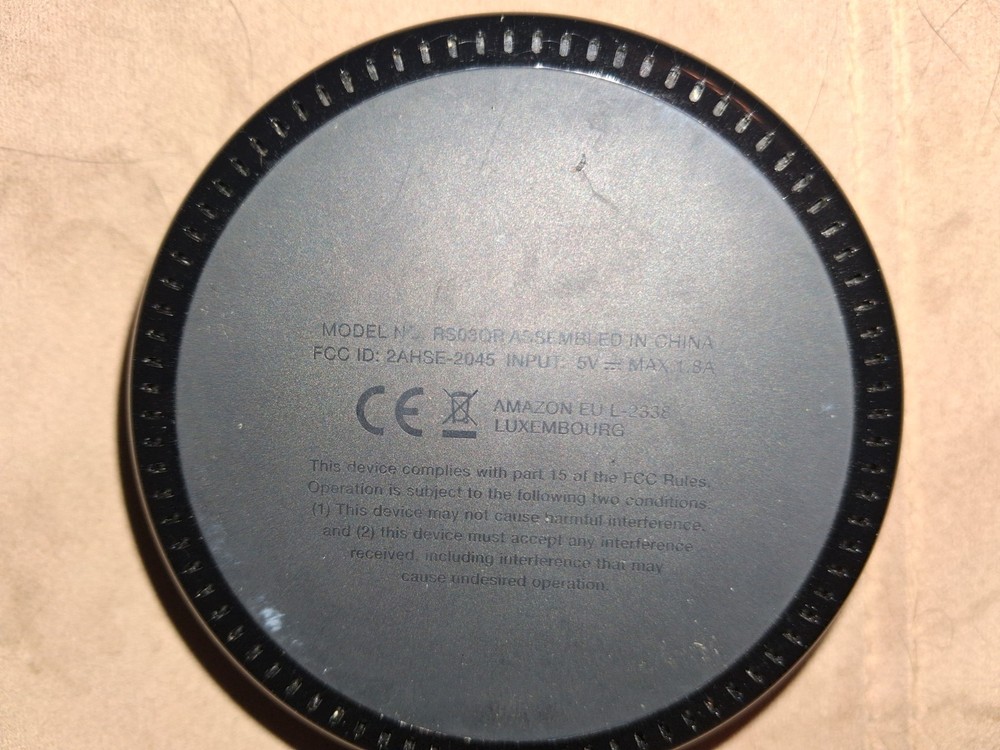 MODEL NO. RS03QR ASSEMBLED IN CHINA
FCC ID: 2AHSE-2045 INPUT: 5V ⎓ MAX 1.8A
CE AMAZON EU L-2338
LUXEMBOURG
This device complies with part 15 of the FCC Rules.
Operation is subject to the following two conditions.
(1) This device may not cause harmful interference,
and (2) this device must accept any interference
received, including interference that may
cause undesired operation.